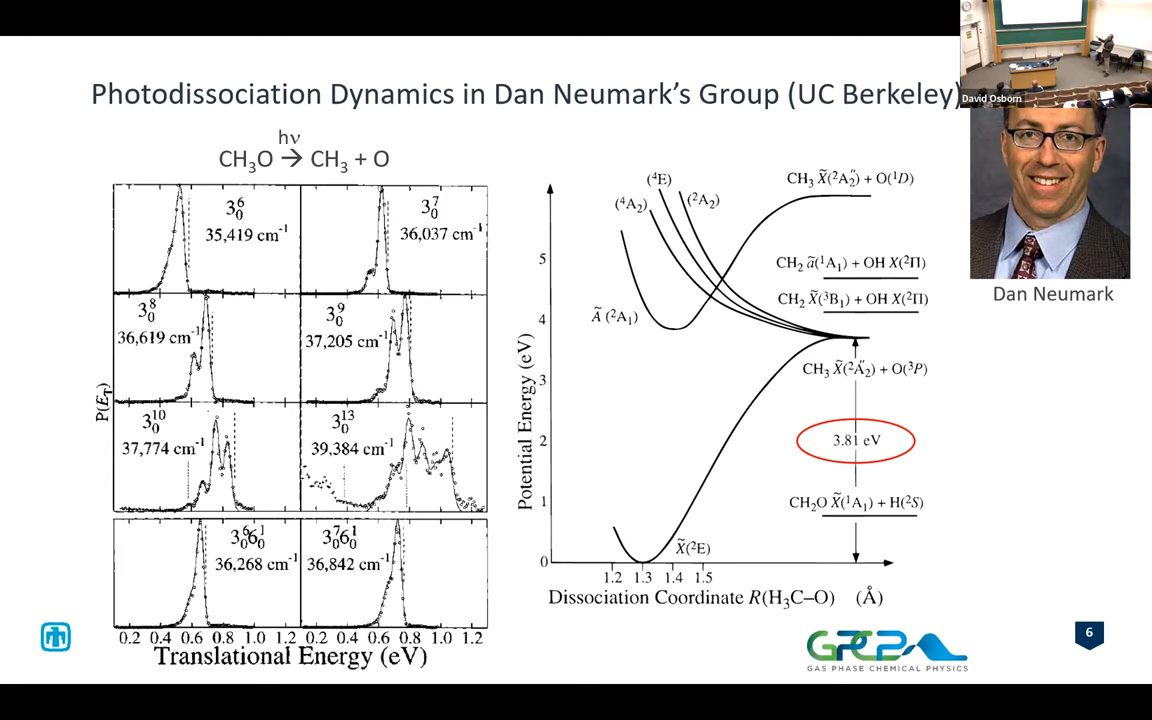 David Osborn
Photodissociation Dynamics in Dan Neumark's Group (UC Berkeley)
hν
CH₃O → CH₃ + O
3₀⁶
35,419 cm⁻¹
3₀⁷
36,037 cm⁻¹
3₀⁸
36,619 cm⁻¹
3₀⁹
37,205 cm⁻¹
3₀¹⁰
37,774 cm⁻¹
3₀¹³
39,384 cm⁻¹
3₀⁶6₀¹
36,268 cm⁻¹
3₀⁷6₀¹
36,842 cm⁻¹
P(E_T)
0.2 0.4 0.6 0.8 1.0 1.2 0.2 0.4 0.6 0.8 1.0 1.2
Translational Energy (eV)
Potential Energy (eV)
5
4
3
2
1
0
(⁴E)
(⁴A₂)
(²A₂)
Ã (²A₁)
X̃(²E)
CH₃ X̃(²A₂″) + O(¹D)
CH₂ ã(¹A₁) + OH X(²Π)
CH₂ X̃(³B₁) + OH X(²Π)
CH₃ X̃(²A₂″) + O(³P)
3.81 eV
CH₂O X̃(¹A₁) + H(²S)
1.2 1.3 1.4 1.5
Dissociation Coordinate R(H₃C–O) (Å)
Dan Neumark
GPCP
GAS PHASE CHEMICAL PHYSICS
6